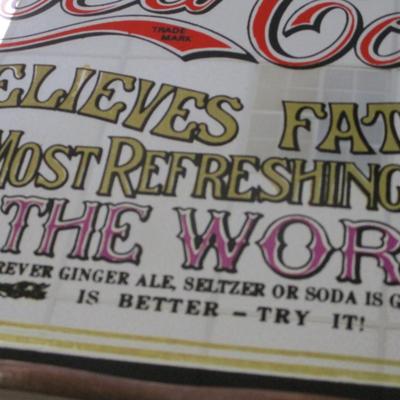 TRADE
MARK
ELIEVES FAT
MOST REFRESHING
THE WOR
REVER GINGER ALE, SELTZER OR SODA IS G
IS BETTER - TRY IT!